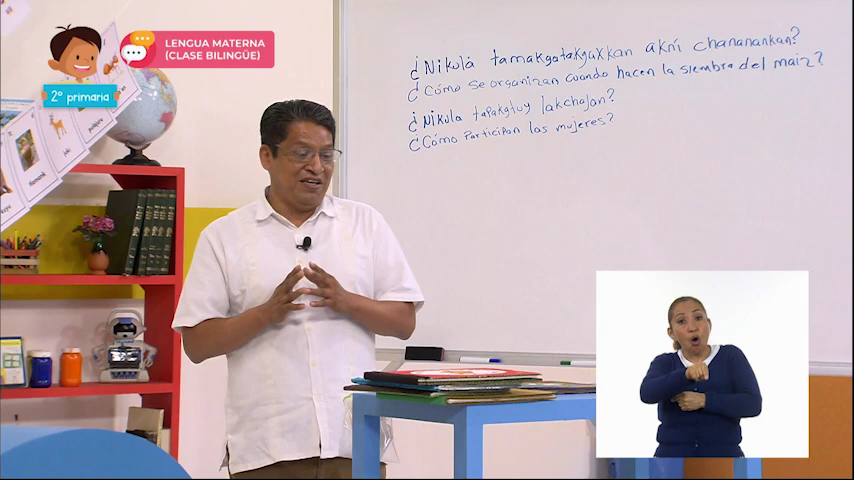 LENGUA MATERNA
(CLASE BILINGÜE)
2° primaria
¿Nikulá tamakgatakgaxkan akní chananankan?
¿Cómo se organizan cuando hacen la siembra del maiz?
¿Nikula tapakgtuy lakchajan?
¿Cómo participan las mujeres?